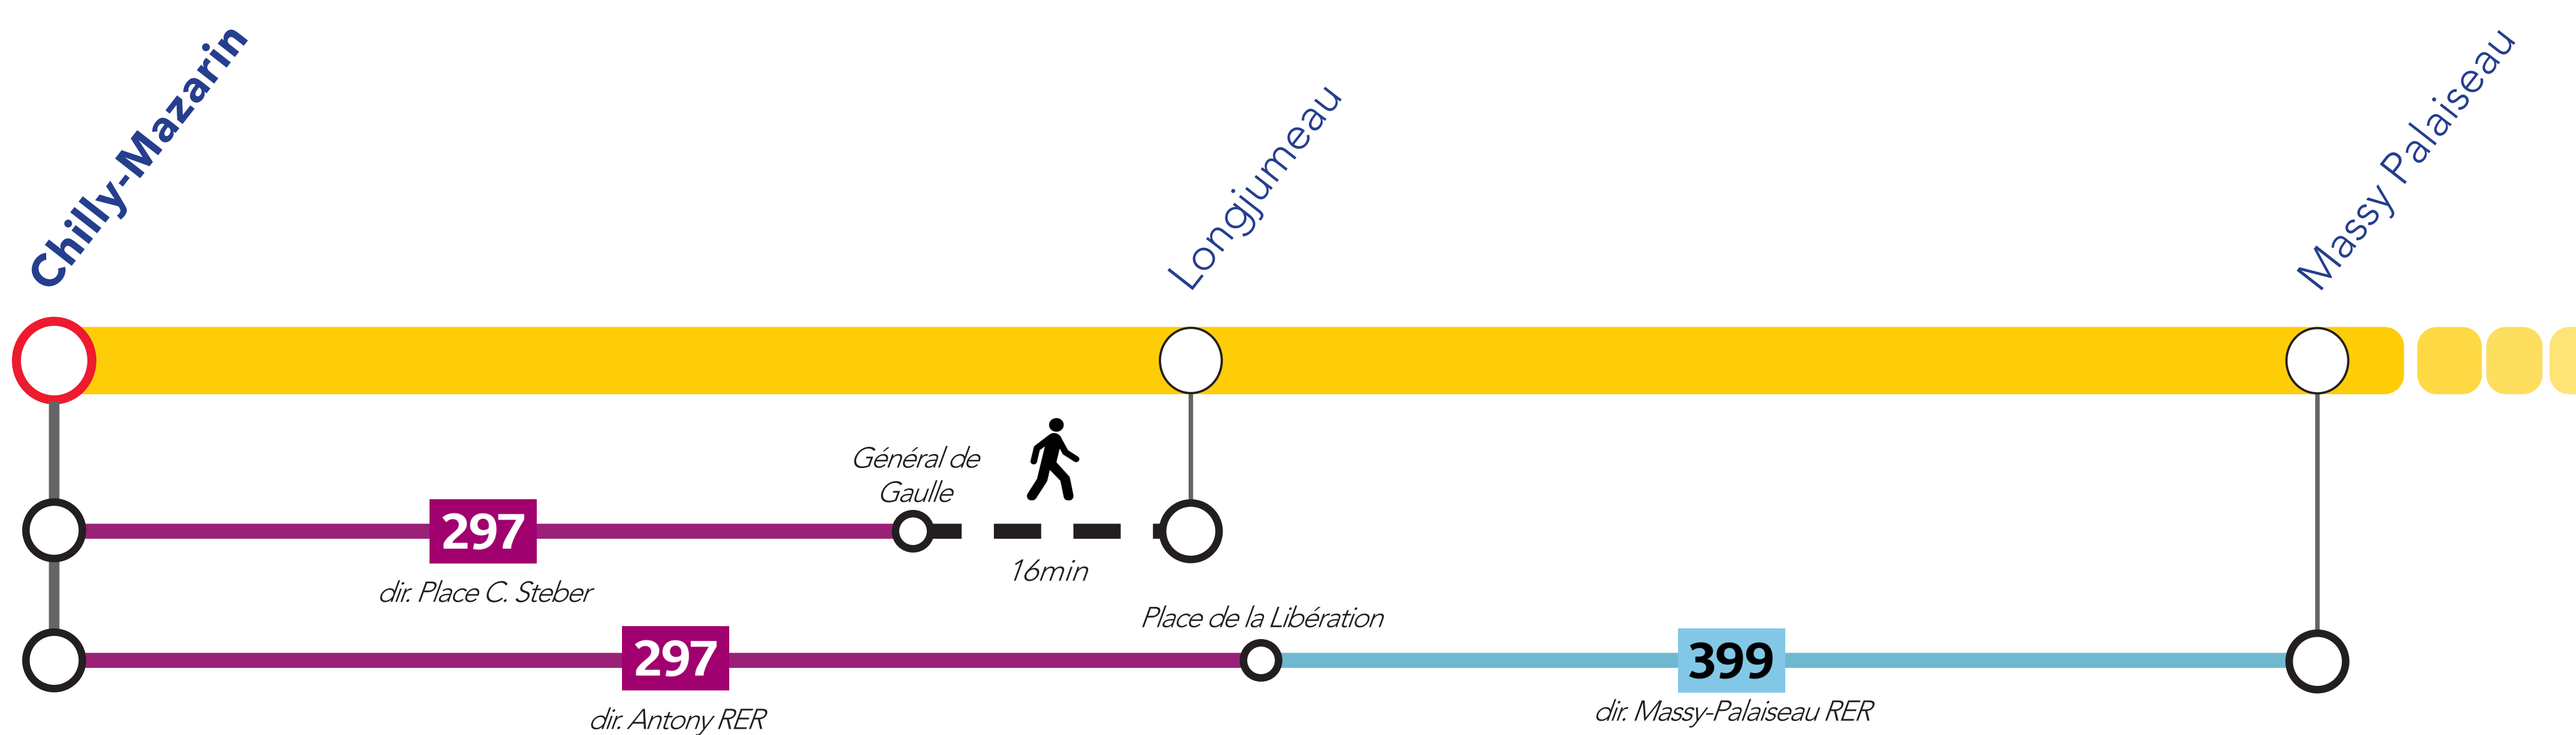 Chilly-Mazarin
Longjumeau
Massy Palaiseau
Général de
Gaulle
297
16min
dir. Place C. Steber
Place de la Libération
297
399
dir. Antony RER
dir. Massy-Palaiseau RER